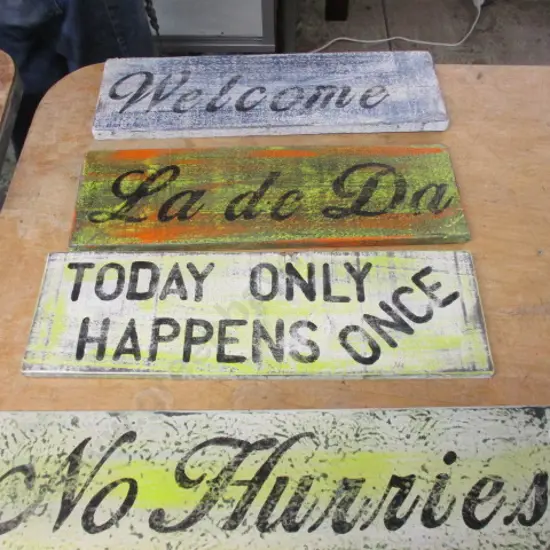 Welcome
La de Da
TODAY ONLY
HAPPENS ONCE
No Hurries